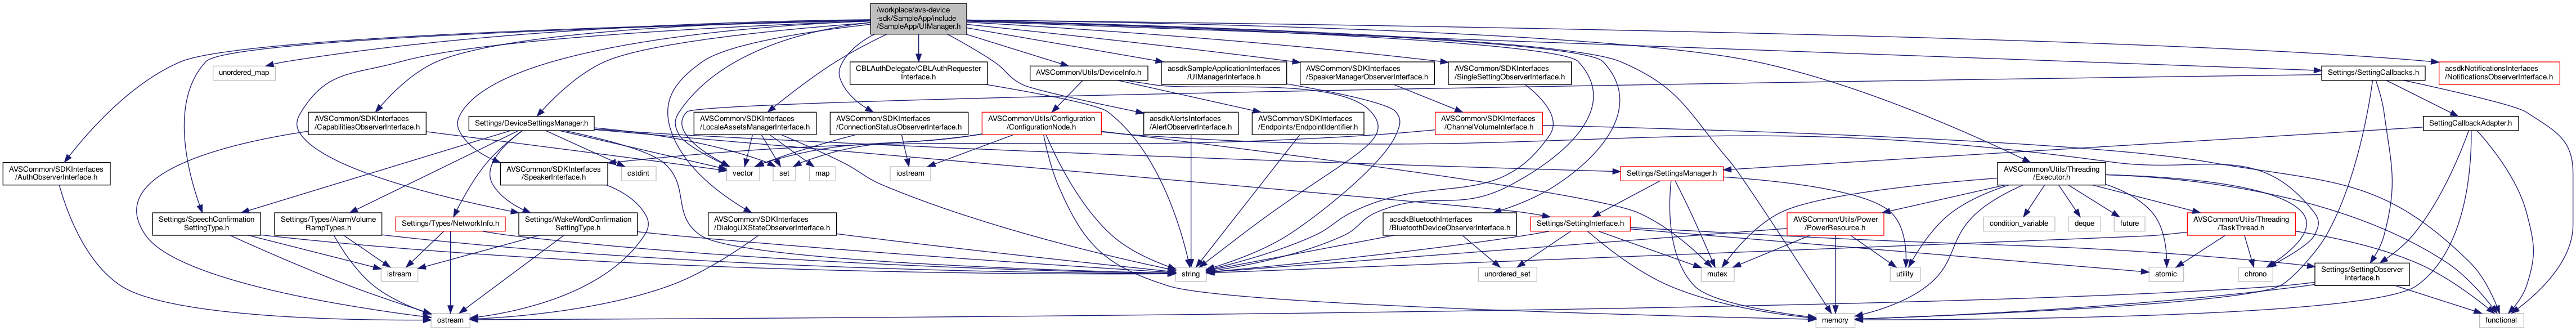 /workplace/avs-device
-sdk/SampleApp/include
/SampleApp/UIManager.h
unordered_map
CBLAuthDelegate/CBLAuthRequester
Interface.h
AVSCommon/Utils/DeviceInfo.h
acsdkSampleApplicationInterfaces
/UIManagerInterface.h
AVSCommon/SDKInterfaces
/SpeakerManagerObserverInterface.h
AVSCommon/SDKInterfaces
/SingleSettingObserverInterface.h
Settings/SettingCallbacks.h
acsdkNotificationsInterfaces
/NotificationsObserverInterface.h
AVSCommon/SDKInterfaces
/CapabilitiesObserverInterface.h
Settings/DeviceSettingsManager.h
AVSCommon/SDKInterfaces
/LocaleAssetsManagerInterface.h
AVSCommon/SDKInterfaces
/ConnectionStatusObserverInterface.h
AVSCommon/Utils/Configuration
/ConfigurationNode.h
acsdkAlertsInterfaces
/AlertObserverInterface.h
AVSCommon/SDKInterfaces
/Endpoints/EndpointIdentifier.h
AVSCommon/SDKInterfaces
/ChannelVolumeInterface.h
SettingCallbackAdapter.h
AVSCommon/SDKInterfaces
/AuthObserverInterface.h
AVSCommon/SDKInterfaces
/SpeakerInterface.h
cstdint
vector
set
map
iostream
Settings/SettingsManager.h
AVSCommon/Utils/Threading
/Executor.h
Settings/SpeechConfirmation
SettingType.h
Settings/Types/AlarmVolume
RampTypes.h
Settings/Types/NetworkInfo.h
Settings/WakeWordConfirmation
SettingType.h
AVSCommon/SDKInterfaces
/DialogUXStateObserverInterface.h
acsdkBluetoothInterfaces
/BluetoothDeviceObserverInterface.h
Settings/SettingInterface.h
AVSCommon/Utils/Power
/PowerResource.h
condition_variable
deque
future
AVSCommon/Utils/Threading
/TaskThread.h
istream
string
unordered_set
mutex
utility
atomic
chrono
Settings/SettingObserver
Interface.h
ostream
memory
functional